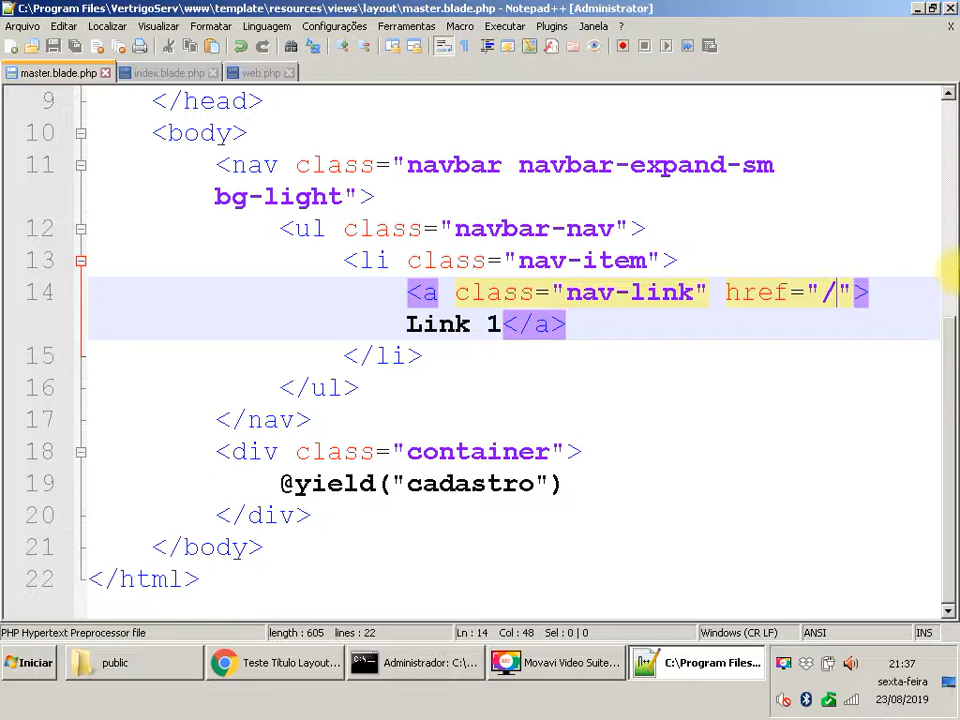 C:\Program Files\VertrigoServ\www\template\resources\views\layout\master.blade.php - Notepad++ [Administrator]
Arquivo Editar Localizar Visualizar Formatar Linguagem Configurações Ferramentas Macro Executar Plugins Janela ? X
master.blade.php index.blade.php web.php
9 </head>
10 <body>
11 <nav class="navbar navbar-expand-sm
bg-light">
12 <ul class="navbar-nav">
13 <li class="nav-item">
14 <a class="nav-link" href="/">
Link 1</a>
15 </li>
16 </ul>
17 </nav>
18 <div class="container">
19 @yield("cadastro")
20 </div>
21 </body>
22 </html>
PHP Hypertext Preprocessor file length : 605 lines : 22 Ln : 14 Col : 48 Sel : 0 | 0 Windows (CR LF) ANSI INS
Iniciar public Teste Título Layout... Administrador: C:\... Movavi Video Suite... C:\Program Files... 21:37
sexta-feira
23/08/2019